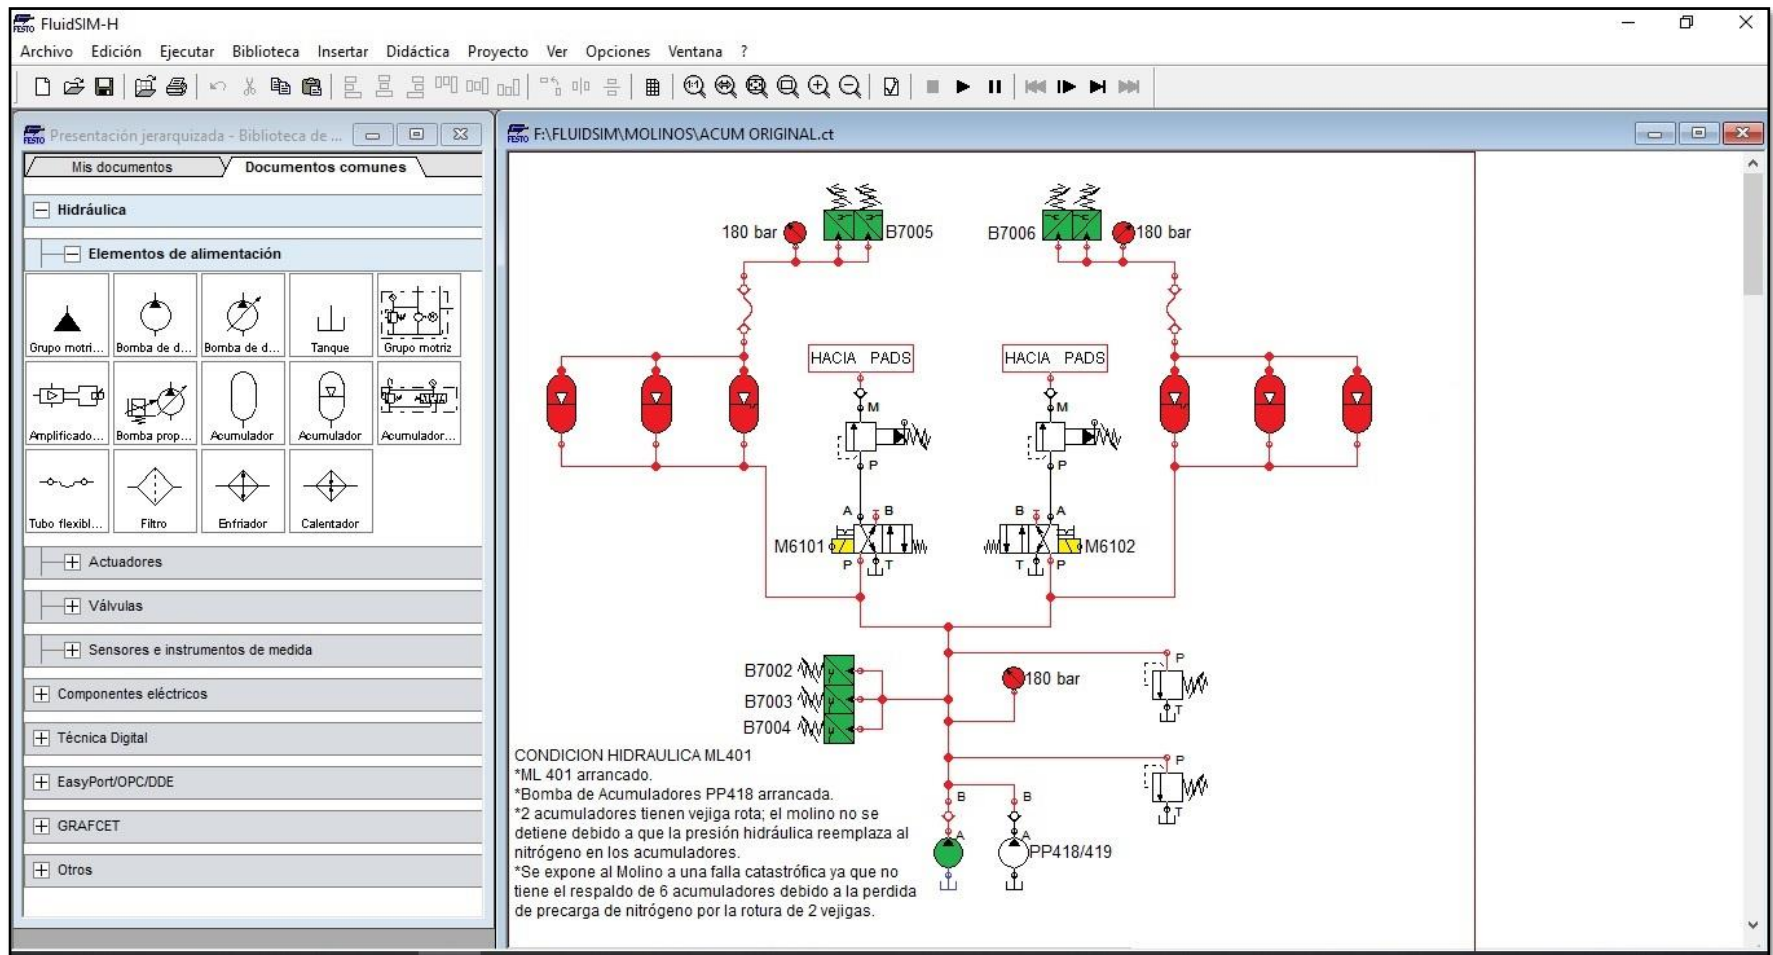 FluidSIM-H
Archivo Edición Ejecutar Biblioteca Insertar Didáctica Proyecto Ver Opciones Ventana ?
FESTO Presentación jerarquizada - Biblioteca de ...
Mis documentos Documentos comunes
Hidráulica
Elementos de alimentación
Grupo motri... Bomba de d... Bomba de d... Tanque Grupo motriz
Amplificado... Bomba prop... Acumulador Acumulador Acumulador...
Tubo flexibl... Filtro Enfriador Calentador
Actuadores
Válvulas
Sensores e instrumentos de medida
Componentes eléctricos
Técnica Digital
EasyPort/OPC/DDE
GRAFCET
Otros
FESTO F:\FLUIDSIM\MOLINOS\ACUM ORIGINAL.ct
180 bar B7005 B7006 180 bar
HACIA PADS HACIA PADS
M M
P P
A B B A
M6101 M6102
P T T P
B7002
B7003
B7004
180 bar
P
T
P
T
B B
A A
PP418/419
CONDICION HIDRAULICA ML401
*ML 401 arrancado.
*Bomba de Acumuladores PP418 arrancada.
*2 acumuladores tienen vejiga rota; el molino no se
detiene debido a que la presión hidráulica reemplaza al
nitrógeno en los acumuladores.
*Se expone al Molino a una falla catastrófica ya que no
tiene el respaldo de 6 acumuladores debido a la perdida
de precarga de nitrógeno por la rotura de 2 vejigas.